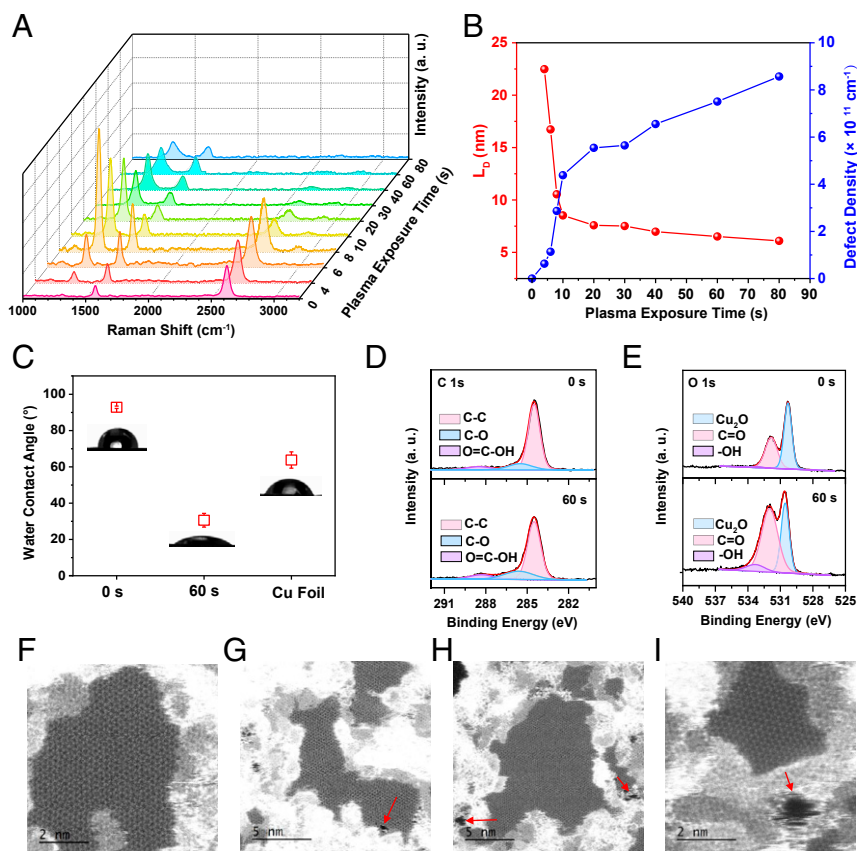 A
Intensity (a. u.)
1000 1500 2000 2500 3000
Raman Shift (cm⁻¹)
0 4 6 8 10 20 30 40 60 80
Plasma Exposure Time (s)
B
25
20
15
10
5
L_D (nm)
10
8
6
4
2
0
Defect Density (× 10 11 cm⁻¹)
0 10 20 30 40 50 60 70 80 90
Plasma Exposure Time (s)
C
100
80
60
40
20
0
Water Contact Angle (°)
0 s 60 s Cu Foil
D
C 1s 0 s
C-C
C-O
O=C-OH
60 s
C-C
C-O
O=C-OH
Intensity (a. u.)
291 288 285 282
Binding Energy (eV)
E
O 1s 0 s
Cu₂O
C=O
-OH
60 s
Cu₂O
C=O
-OH
Intensity (a. u.)
540 537 534 531 528 525
Binding Energy (eV)
F
2 nm
G
5 nm
H
5 nm
I
2 nm